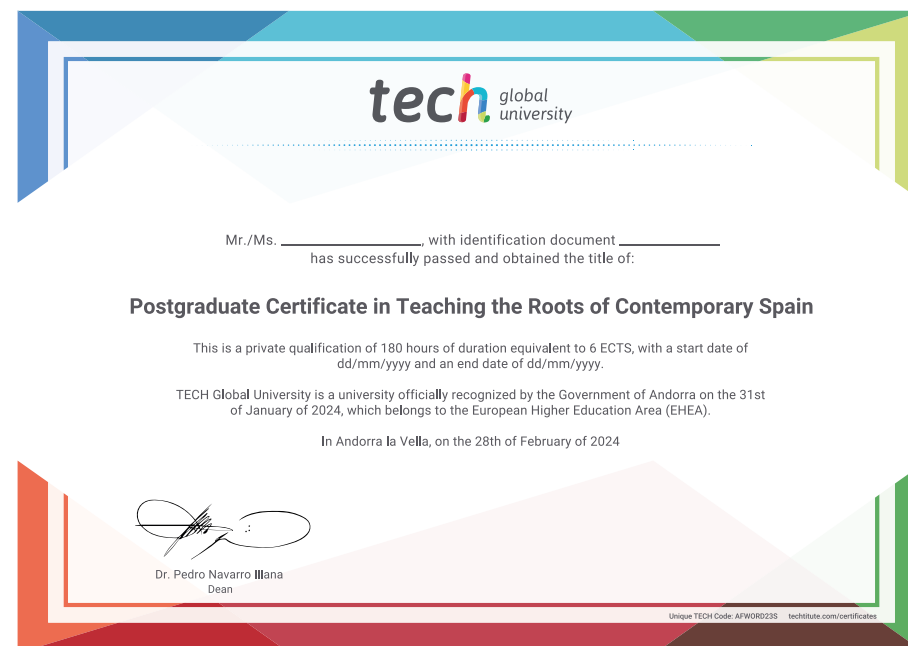 tech global
university
Mr./Ms. ____________, with identification document ____________
has successfully passed and obtained the title of:
Postgraduate Certificate in Teaching the Roots of Contemporary Spain
This is a private qualification of 180 hours of duration equivalent to 6 ECTS, with a start date of
dd/mm/yyyy and an end date of dd/mm/yyyy.
TECH Global University is a university officially recognized by the Government of Andorra on the 31st
of January of 2024, which belongs to the European Higher Education Area (EHEA).
In Andorra la Vella, on the 28th of February of 2024
Dr. Pedro Navarro Illana
Dean
Unique TECH Code: AFWORD23S techtitute.com/certificates